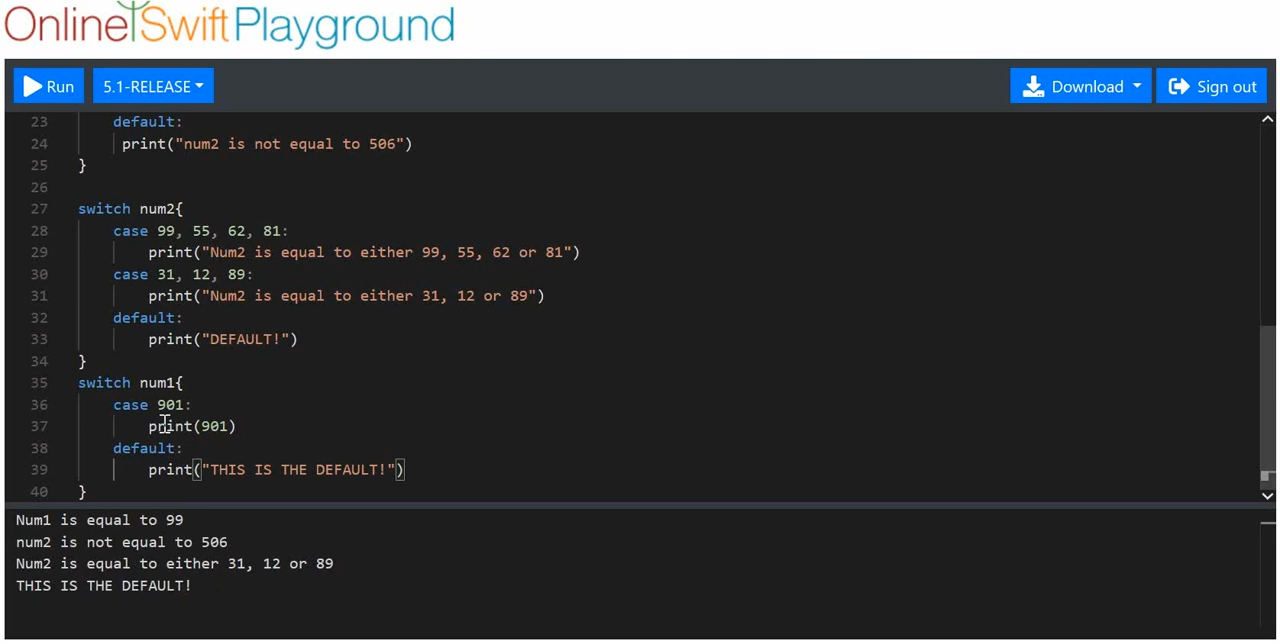 Online Swift Playground
Run 5.1-RELEASE Download Sign out
23 default:
24 print("num2 is not equal to 506")
25 }
26
27 switch num2{
28 case 99, 55, 62, 81:
29 print("Num2 is equal to either 99, 55, 62 or 81")
30 case 31, 12, 89:
31 print("Num2 is equal to either 31, 12 or 89")
32 default:
33 print("DEFAULT!")
34 }
35 switch num1{
36 case 901:
37 print(901)
38 default:
39 print("THIS IS THE DEFAULT!")
40 }
Num1 is equal to 99
num2 is not equal to 506
Num2 is equal to either 31, 12 or 89
THIS IS THE DEFAULT!